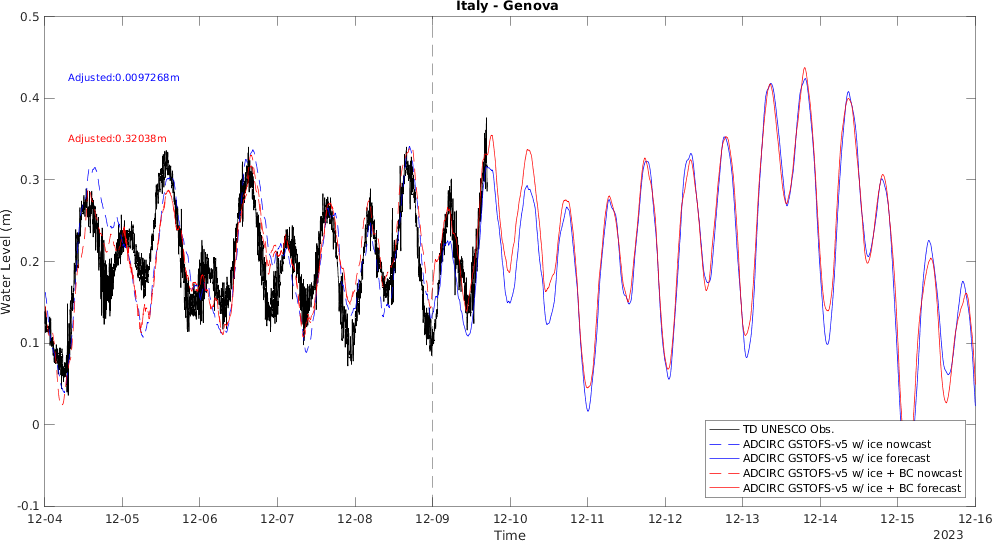 Italy - Genova
0.5
0.4
0.3
0.2
0.1
0
-0.1
Water Level (m)
Adjusted:0.0097268m
Adjusted:0.32038m
TD UNESCO Obs.
ADCIRC GSTOFS-v5 w/ ice nowcast
ADCIRC GSTOFS-v5 w/ ice forecast
ADCIRC GSTOFS-v5 w/ ice + BC nowcast
ADCIRC GSTOFS-v5 w/ ice + BC forecast
12-04 12-05 12-06 12-07 12-08 12-09 12-10 12-11 12-12 12-13 12-14 12-15 12-16
Time
2023